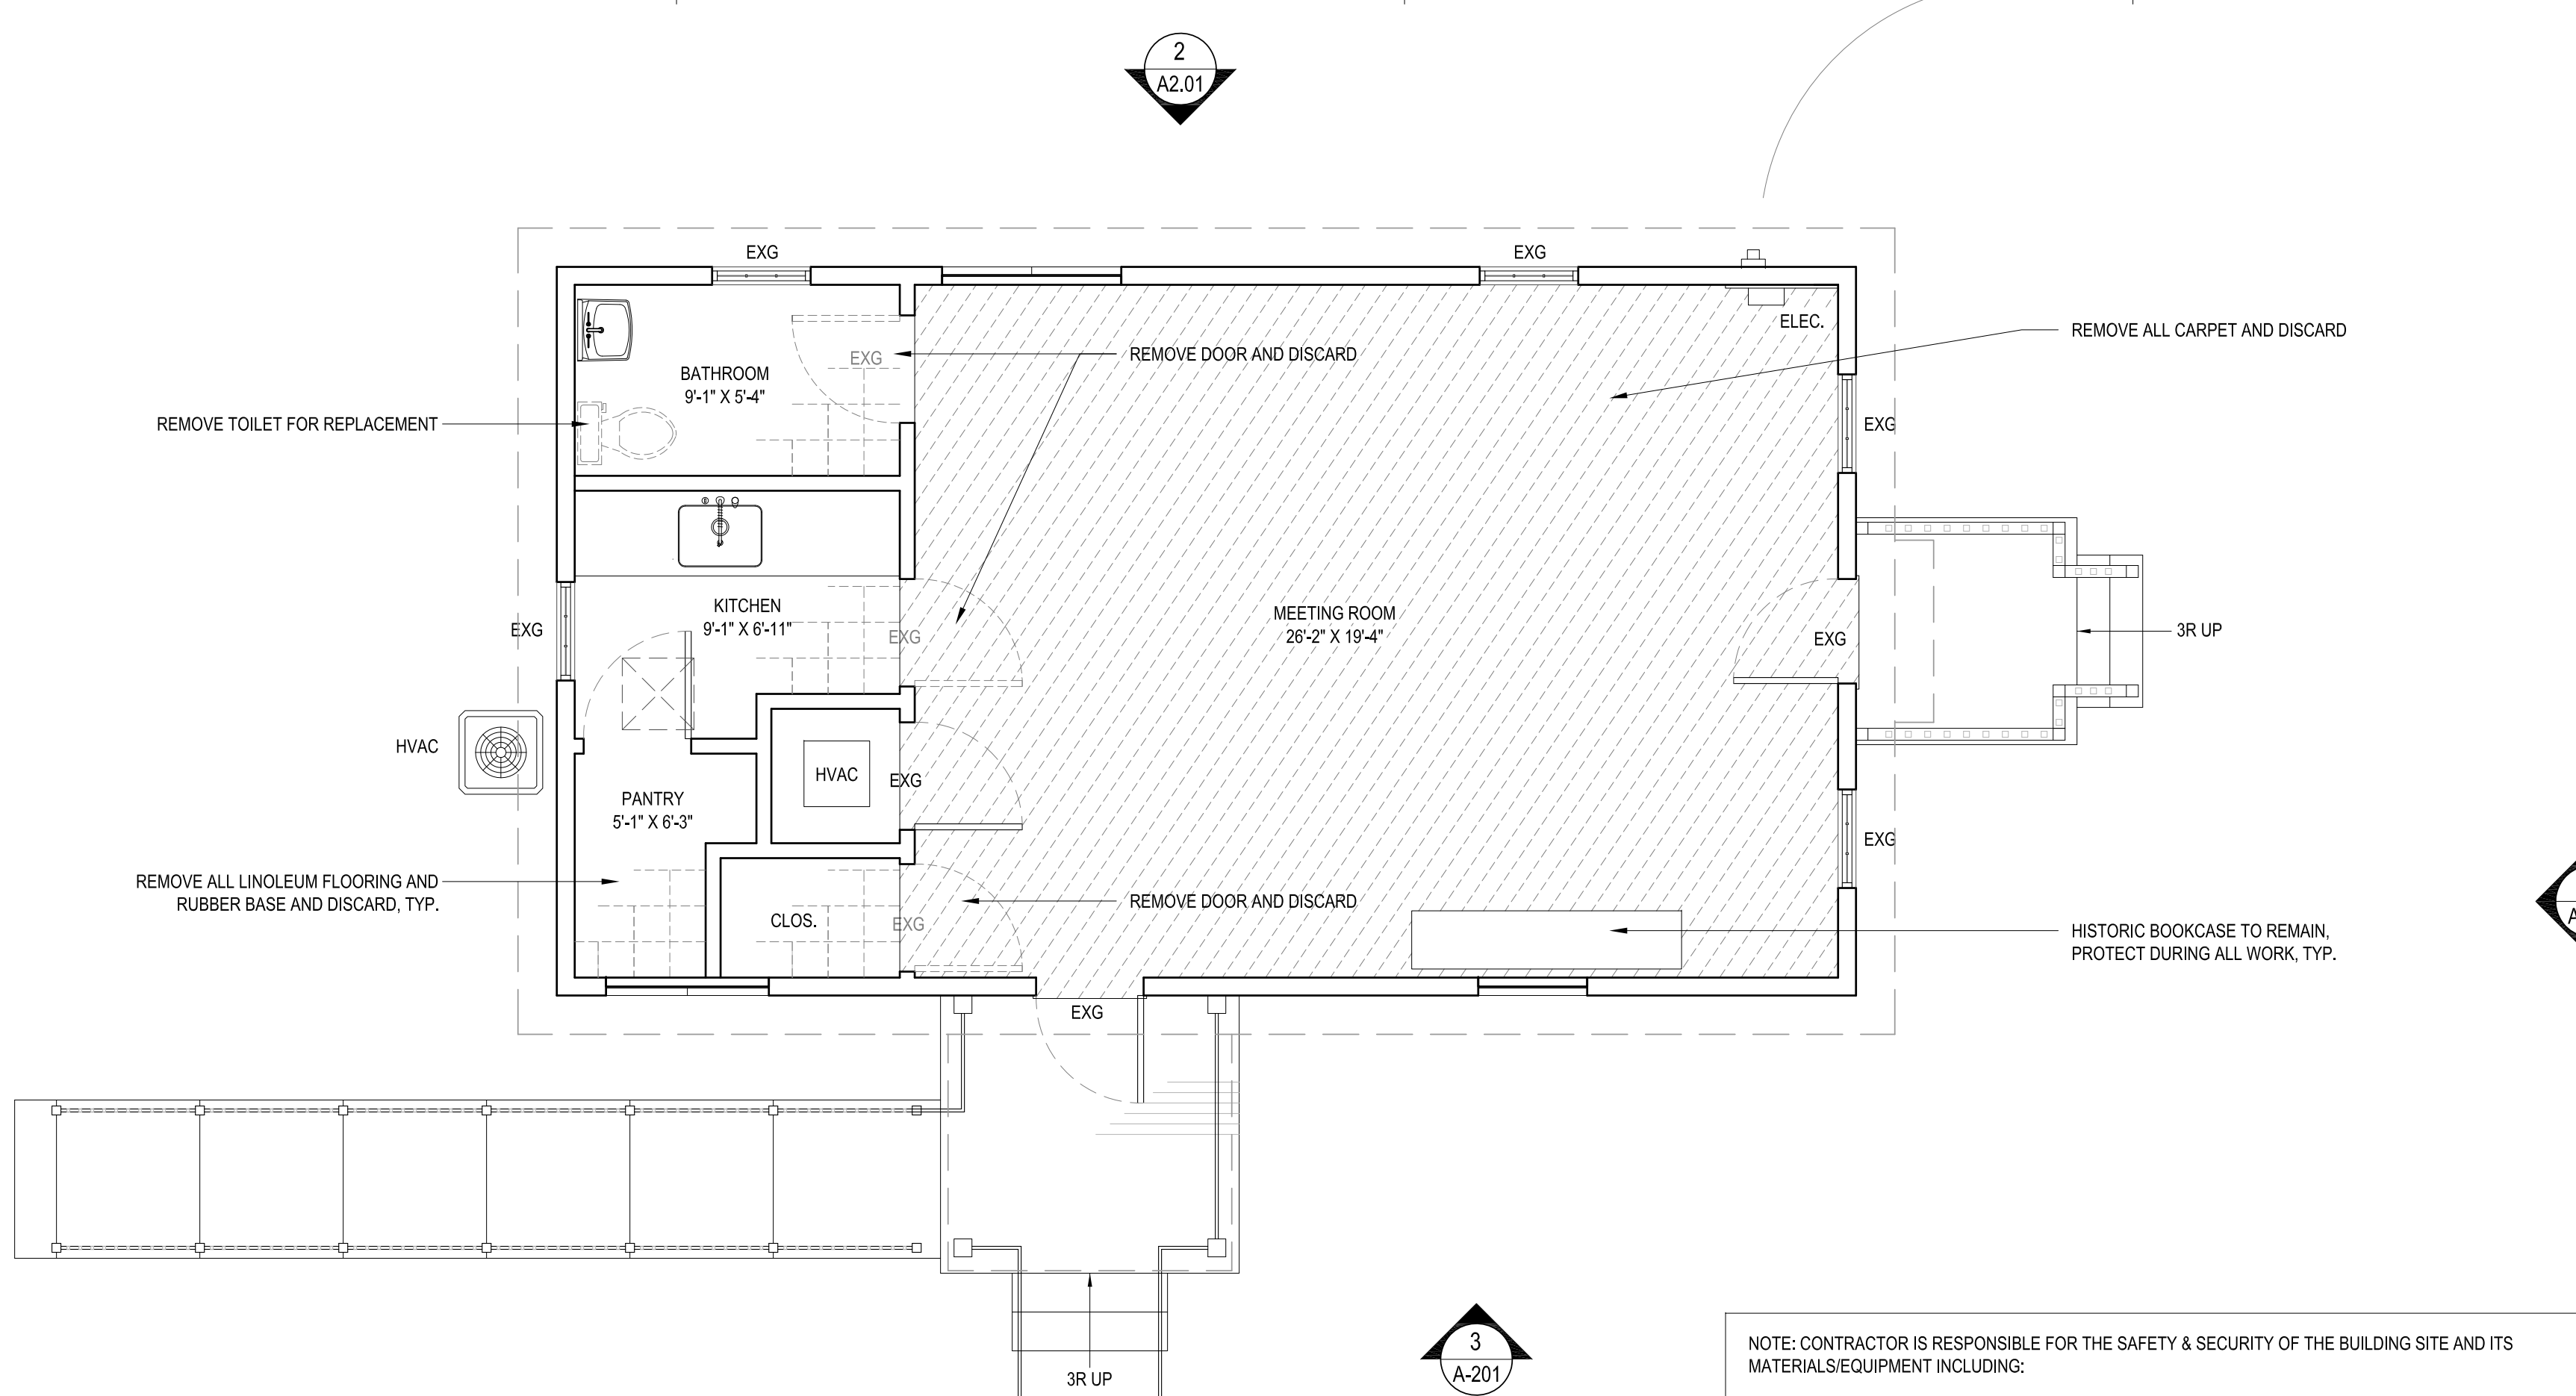 2
A2.01
EXG
EXG
ELEC.
REMOVE ALL CARPET AND DISCARD
EXG
REMOVE DOOR AND DISCARD
BATHROOM
9'-1" X 5'-4"
REMOVE TOILET FOR REPLACEMENT
EXG
KITCHEN
9'-1" X 6'-11"
EXG
EXG
MEETING ROOM
26'-2" X 19'-4"
EXG
3R UP
HVAC
HVAC
EXG
PANTRY
5'-1" X 6'-3"
EXG
REMOVE ALL LINOLEUM FLOORING AND
RUBBER BASE AND DISCARD, TYP.
CLOS.
EXG
REMOVE DOOR AND DISCARD
HISTORIC BOOKCASE TO REMAIN,
PROTECT DURING ALL WORK, TYP.
EXG
3R UP
3
A-201
NOTE: CONTRACTOR IS RESPONSIBLE FOR THE SAFETY & SECURITY OF THE BUILDING SITE AND ITS
MATERIALS/EQUIPMENT INCLUDING: